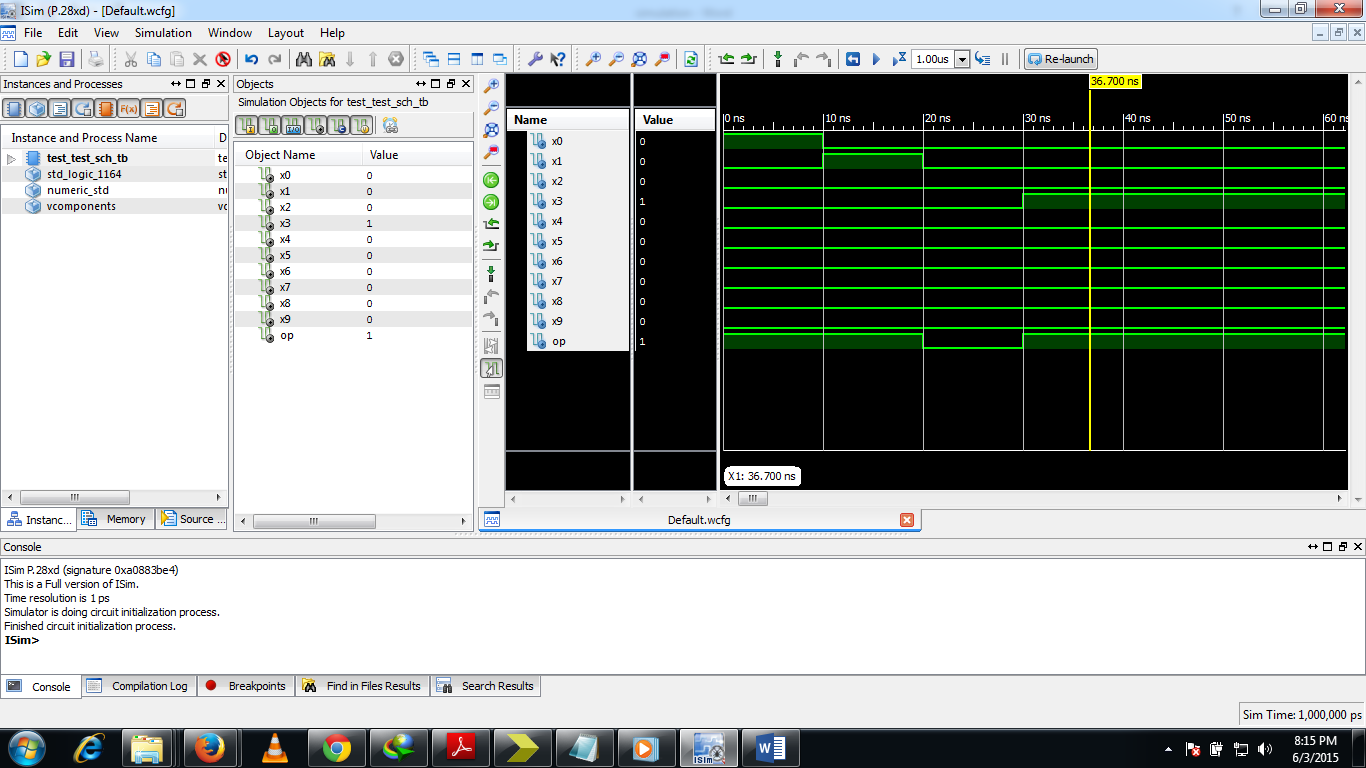 ISim (P.28xd) - [Default.wcfg]
File Edit View Simulation Window Layout Help
1.00us Re-launch
Instances and Processes
Instance and Process Name D
test_test_sch_tb te
std_logic_1164 st
numeric_std nu
vcomponents vc
Instanc... Memory Source ...
Objects
Simulation Objects for test_test_sch_tb
Object Name Value
x0 0
x1 0
x2 0
x3 1
x4 0
x5 0
x6 0
x7 0
x8 0
x9 0
op 1
Name Value
x0 0
x1 0
x2 0
x3 1
x4 0
x5 0
x6 0
x7 0
x8 0
x9 0
op 1
36.700 ns
0 ns 10 ns 20 ns 30 ns 40 ns 50 ns 60 ns
X1: 36.700 ns
Default.wcfg
Console
ISim P.28xd (signature 0xa0883be4)
This is a Full version of ISim.
Time resolution is 1 ps
Simulator is doing circuit initialization process.
Finished circuit initialization process.
ISim>
Console Compilation Log Breakpoints Find in Files Results Search Results
Sim Time: 1,000,000 ps
ISim
8:15 PM
6/3/2015